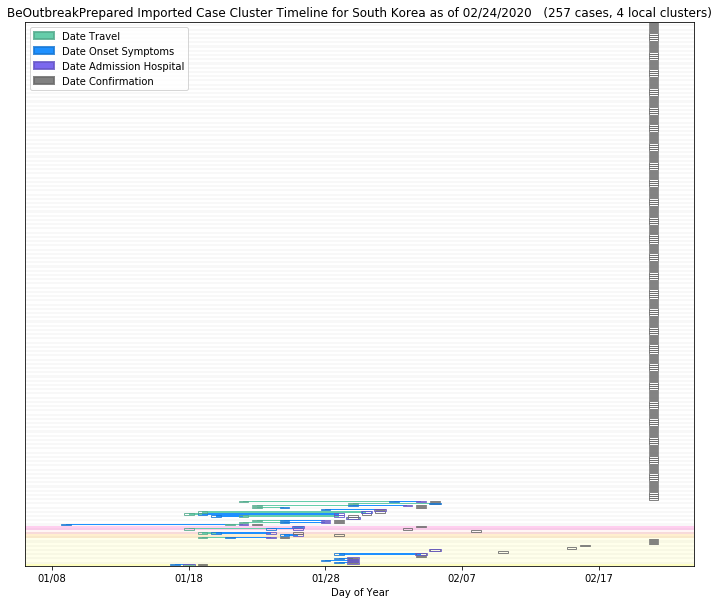 BeOutbreakPrepared Imported Case Cluster Timeline for South Korea as of 02/24/2020 (257 cases, 4 local clusters)
Date Travel
Date Onset Symptoms
Date Admission Hospital
Date Confirmation
01/08 01/18 01/28 02/07 02/17
Day of Year